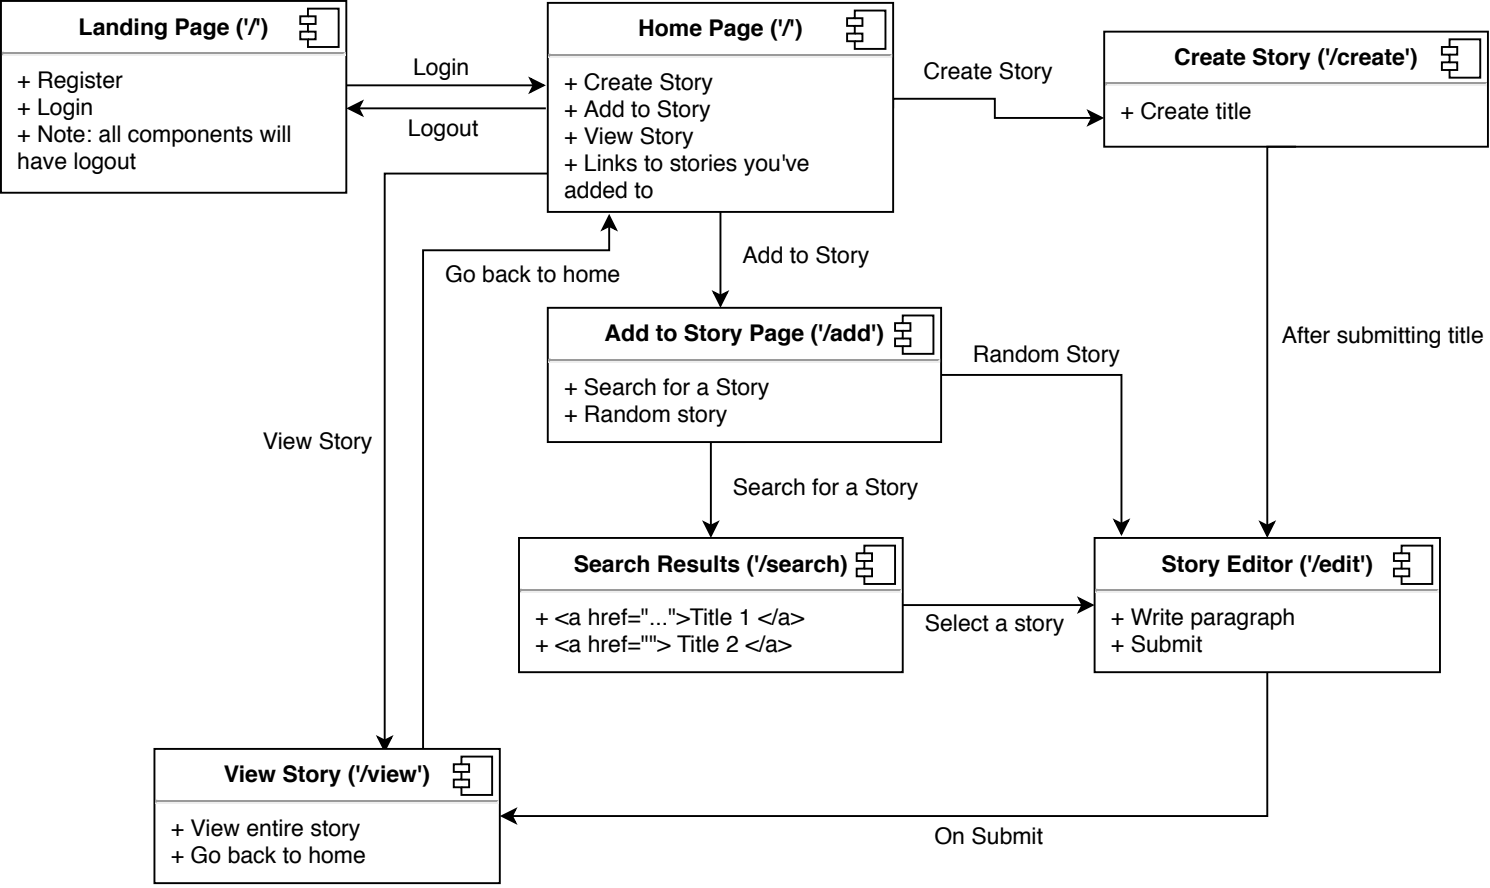 Landing Page ('/')
+ Register
+ Login
+ Note: all components will
have logout
Login
Logout
Home Page ('/')
+ Create Story
+ Add to Story
+ View Story
+ Links to stories you've
added to
Create Story
Create Story ('/create')
+ Create title
Go back to home
Add to Story
Add to Story Page ('/add')
+ Search for a Story
+ Random story
Random Story
After submitting title
View Story
Search for a Story
Search Results ('/search)
+ <a href="...">Title 1 </a>
+ <a href=""> Title 2 </a>
Select a story
Story Editor ('/edit')
+ Write paragraph
+ Submit
View Story ('/view')
+ View entire story
+ Go back to home
On Submit